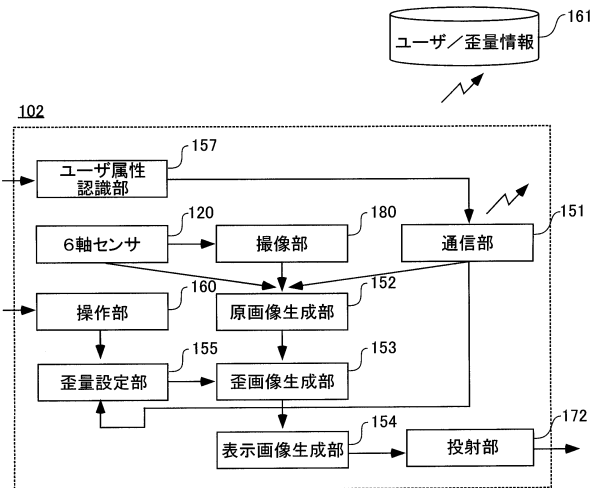 ユーザ／歪量情報
161
102
ユーザ属性
認識部
157
6軸センサ
120
撮像部
180
通信部
151
操作部
160
原画像生成部
152
歪量設定部
155
歪画像生成部
153
表示画像生成部
154
投射部
172